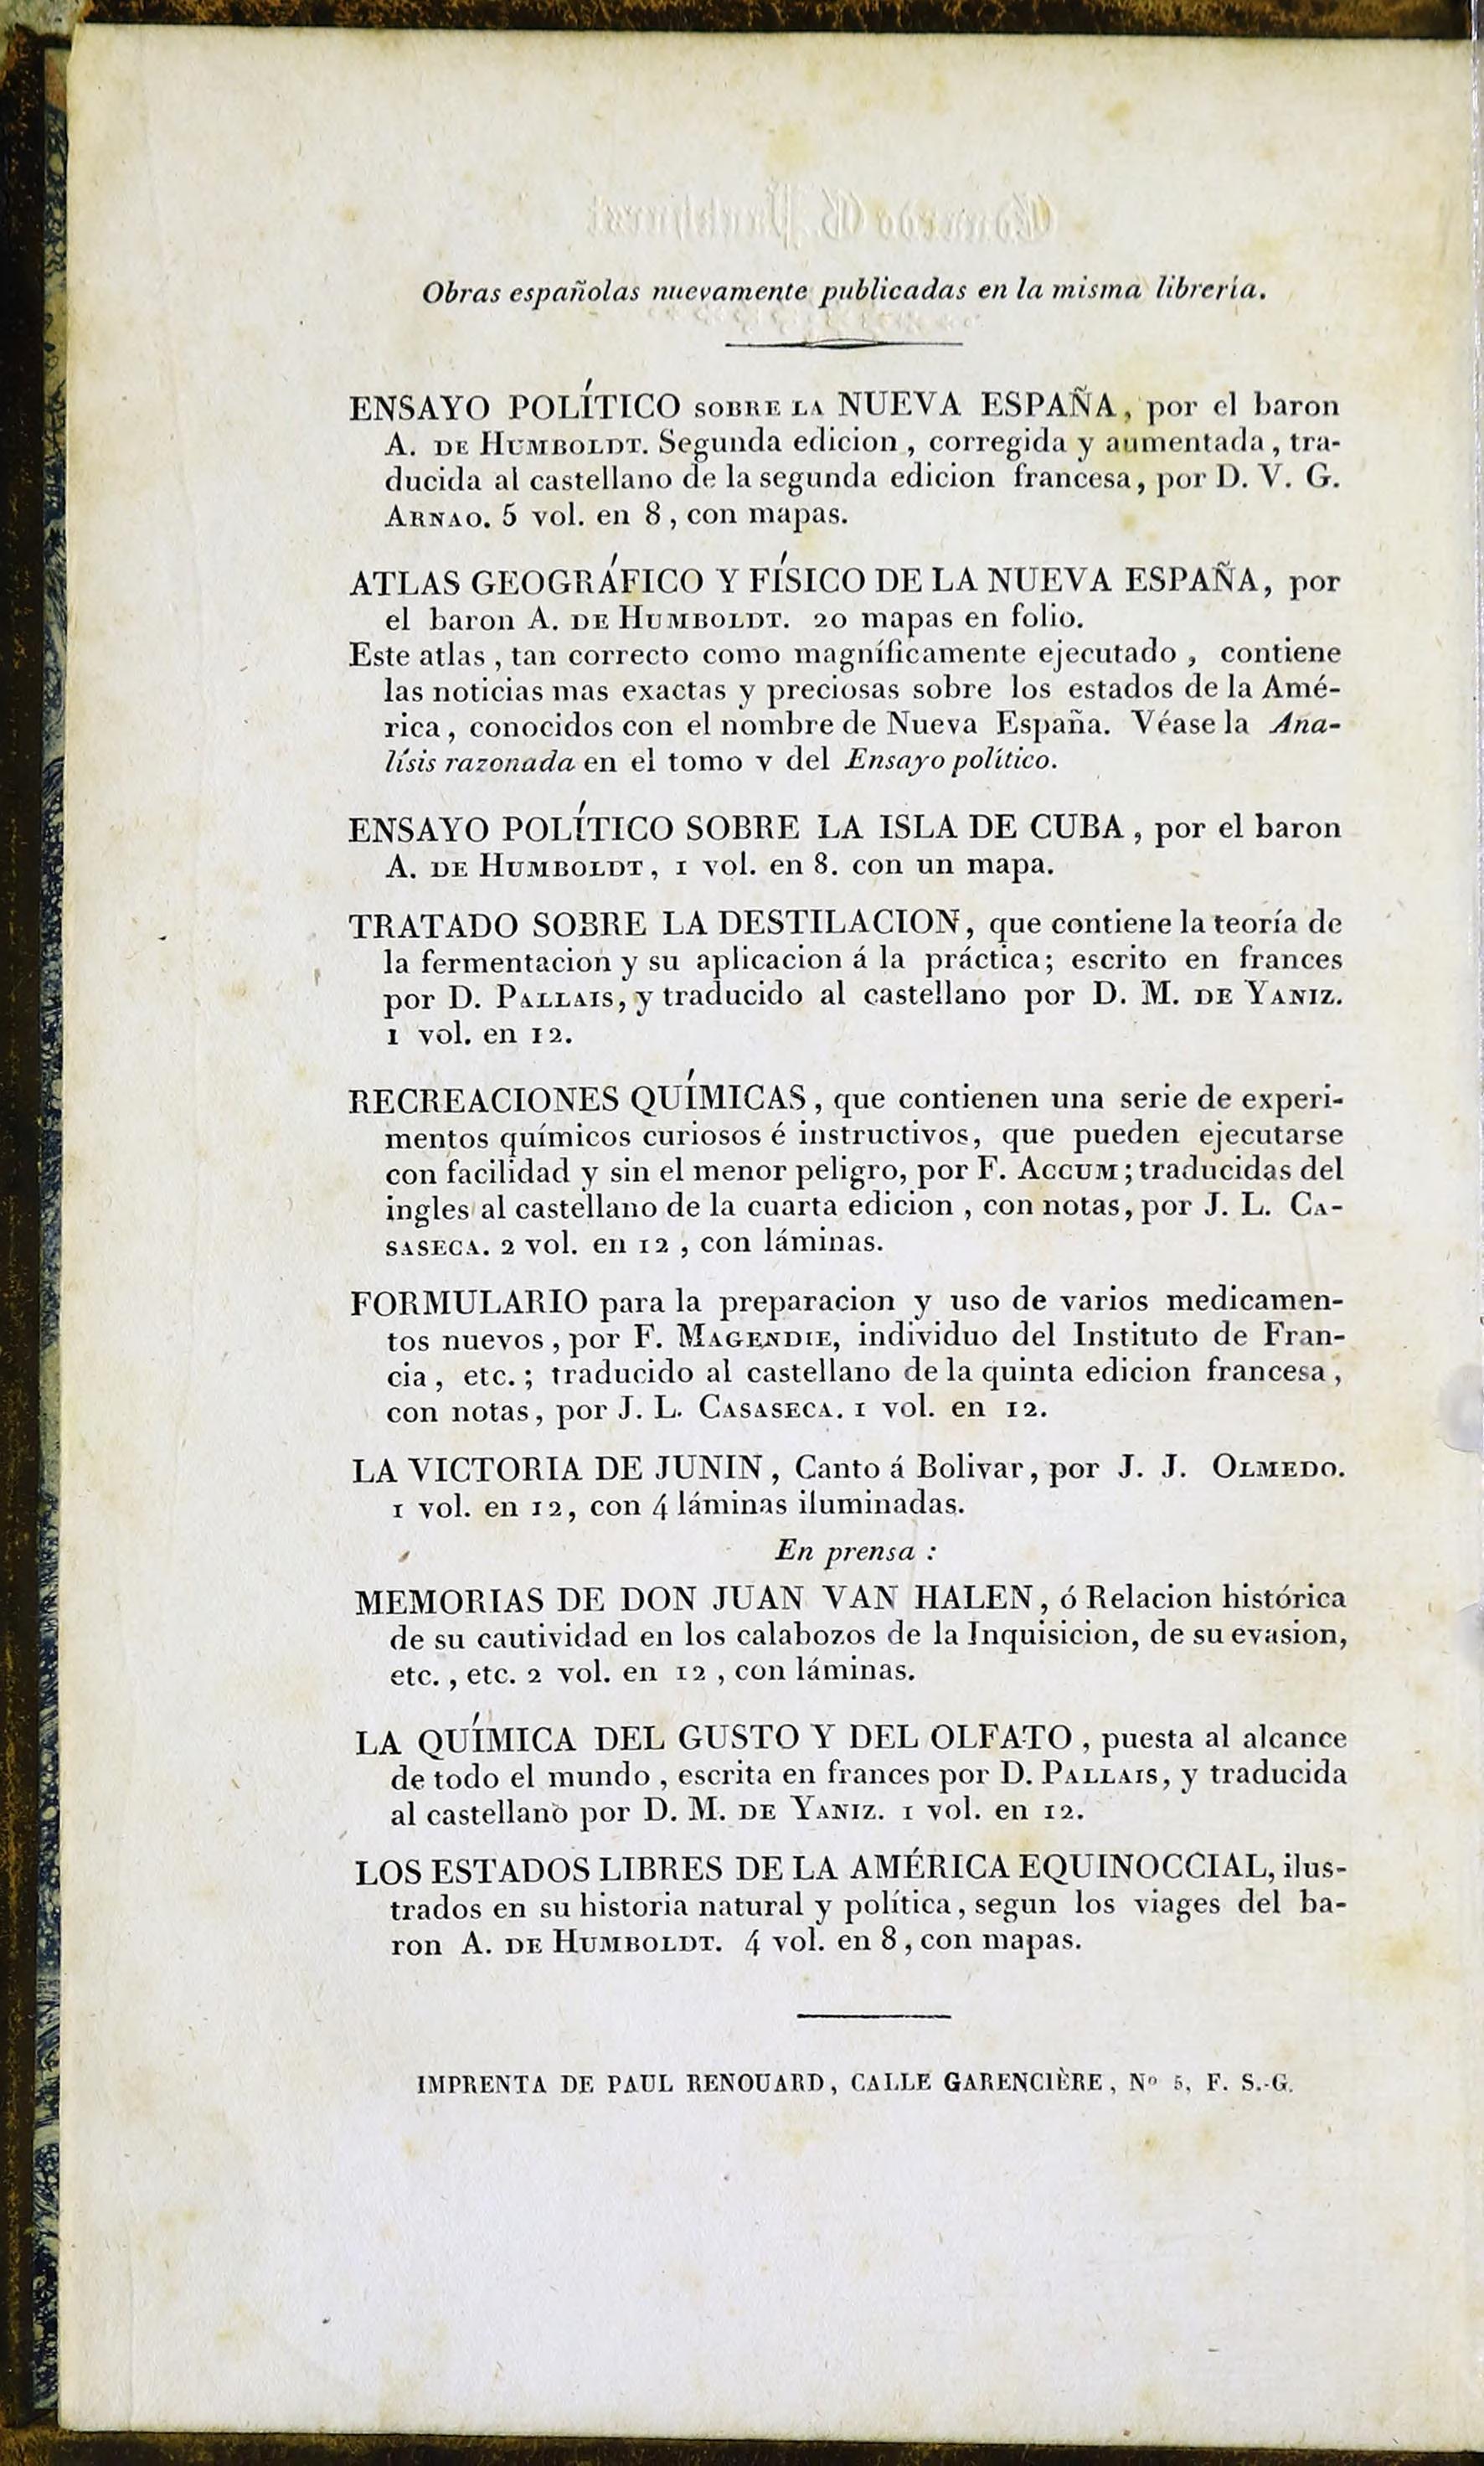 Obras españolas nuevamente publicadas en la misma librería.
ENSAYO POLÍTICO SOBRE LA NUEVA ESPAÑA, por el baron
A. DE HUMBOLDT. Segunda edicion, corregida y aumentada, tra-
ducida al castellano de la segunda edicion francesa, por D. V. G.
ARNAO. 5 vol. en 8, con mapas.
ATLAS GEOGRÁFICO Y FÍSICO DE LA NUEVA ESPAÑA, por
el baron A. DE HUMBOLDT. 20 mapas en folio.
Este atlas, tan correcto como magníficamente ejecutado, contiene
las noticias mas exactas y preciosas sobre los estados de la Amé-
rica, conocidos con el nombre de Nueva España. Véase la Ana-
lísis razonada en el tomo v del Ensayo político.
ENSAYO POLÍTICO SOBRE LA ISLA DE CUBA, por el baron
A. DE HUMBOLDT, 1 vol. en 8. con un mapa.
TRATADO SOBRE LA DESTILACION, que contiene la teoría de
la fermentacion y su aplicacion á la práctica; escrito en frances
por D. PALLAIS, y traducido al castellano por D. M. DE YANIZ.
1 vol. en 12.
RECREACIONES QUÍMICAS, que contienen una serie de experi-
mentos químicos curiosos é instructivos, que pueden ejecutarse
con facilidad y sin el menor peligro, por F. ACCUM; traducidas del
ingles al castellano de la cuarta edicion, con notas, por J. L. CA-
SASECA. 2 vol. en 12, con láminas.
FORMULARIO para la preparacion y uso de varios medicamen-
tos nuevos, por F. MAGENDIE, individuo del Instituto de Fran-
cia, etc.; traducido al castellano de la quinta edicion francesa,
con notas, por J. L. CASASECA. 1 vol. en 12.
LA VICTORIA DE JUNIN, Canto á Bolivar, por J. J. OLMEDO.
1 vol. en 12, con 4 láminas iluminadas.
En prensa :
MEMORIAS DE DON JUAN VAN HALEN, ó Relacion histórica
de su cautividad en los calabozos de la Inquisicion, de su evasion,
etc., etc. 2 vol. en 12, con láminas.
LA QUÍMICA DEL GUSTO Y DEL OLFATO, puesta al alcance
de todo el mundo, escrita en frances por D. PALLAIS, y traducida
al castellano por D. M. DE YANIZ. 1 vol. en 12.
LOS ESTADOS LIBRES DE LA AMÉRICA EQUINOCCIAL, ilus-
trados en su historia natural y política, segun los viages del ba-
ron A. DE HUMBOLDT. 4 vol. en 8, con mapas.
IMPRENTA DE PAUL RENOUARD, CALLE GARENCIÈRE, Nº 5, F. S.-G.